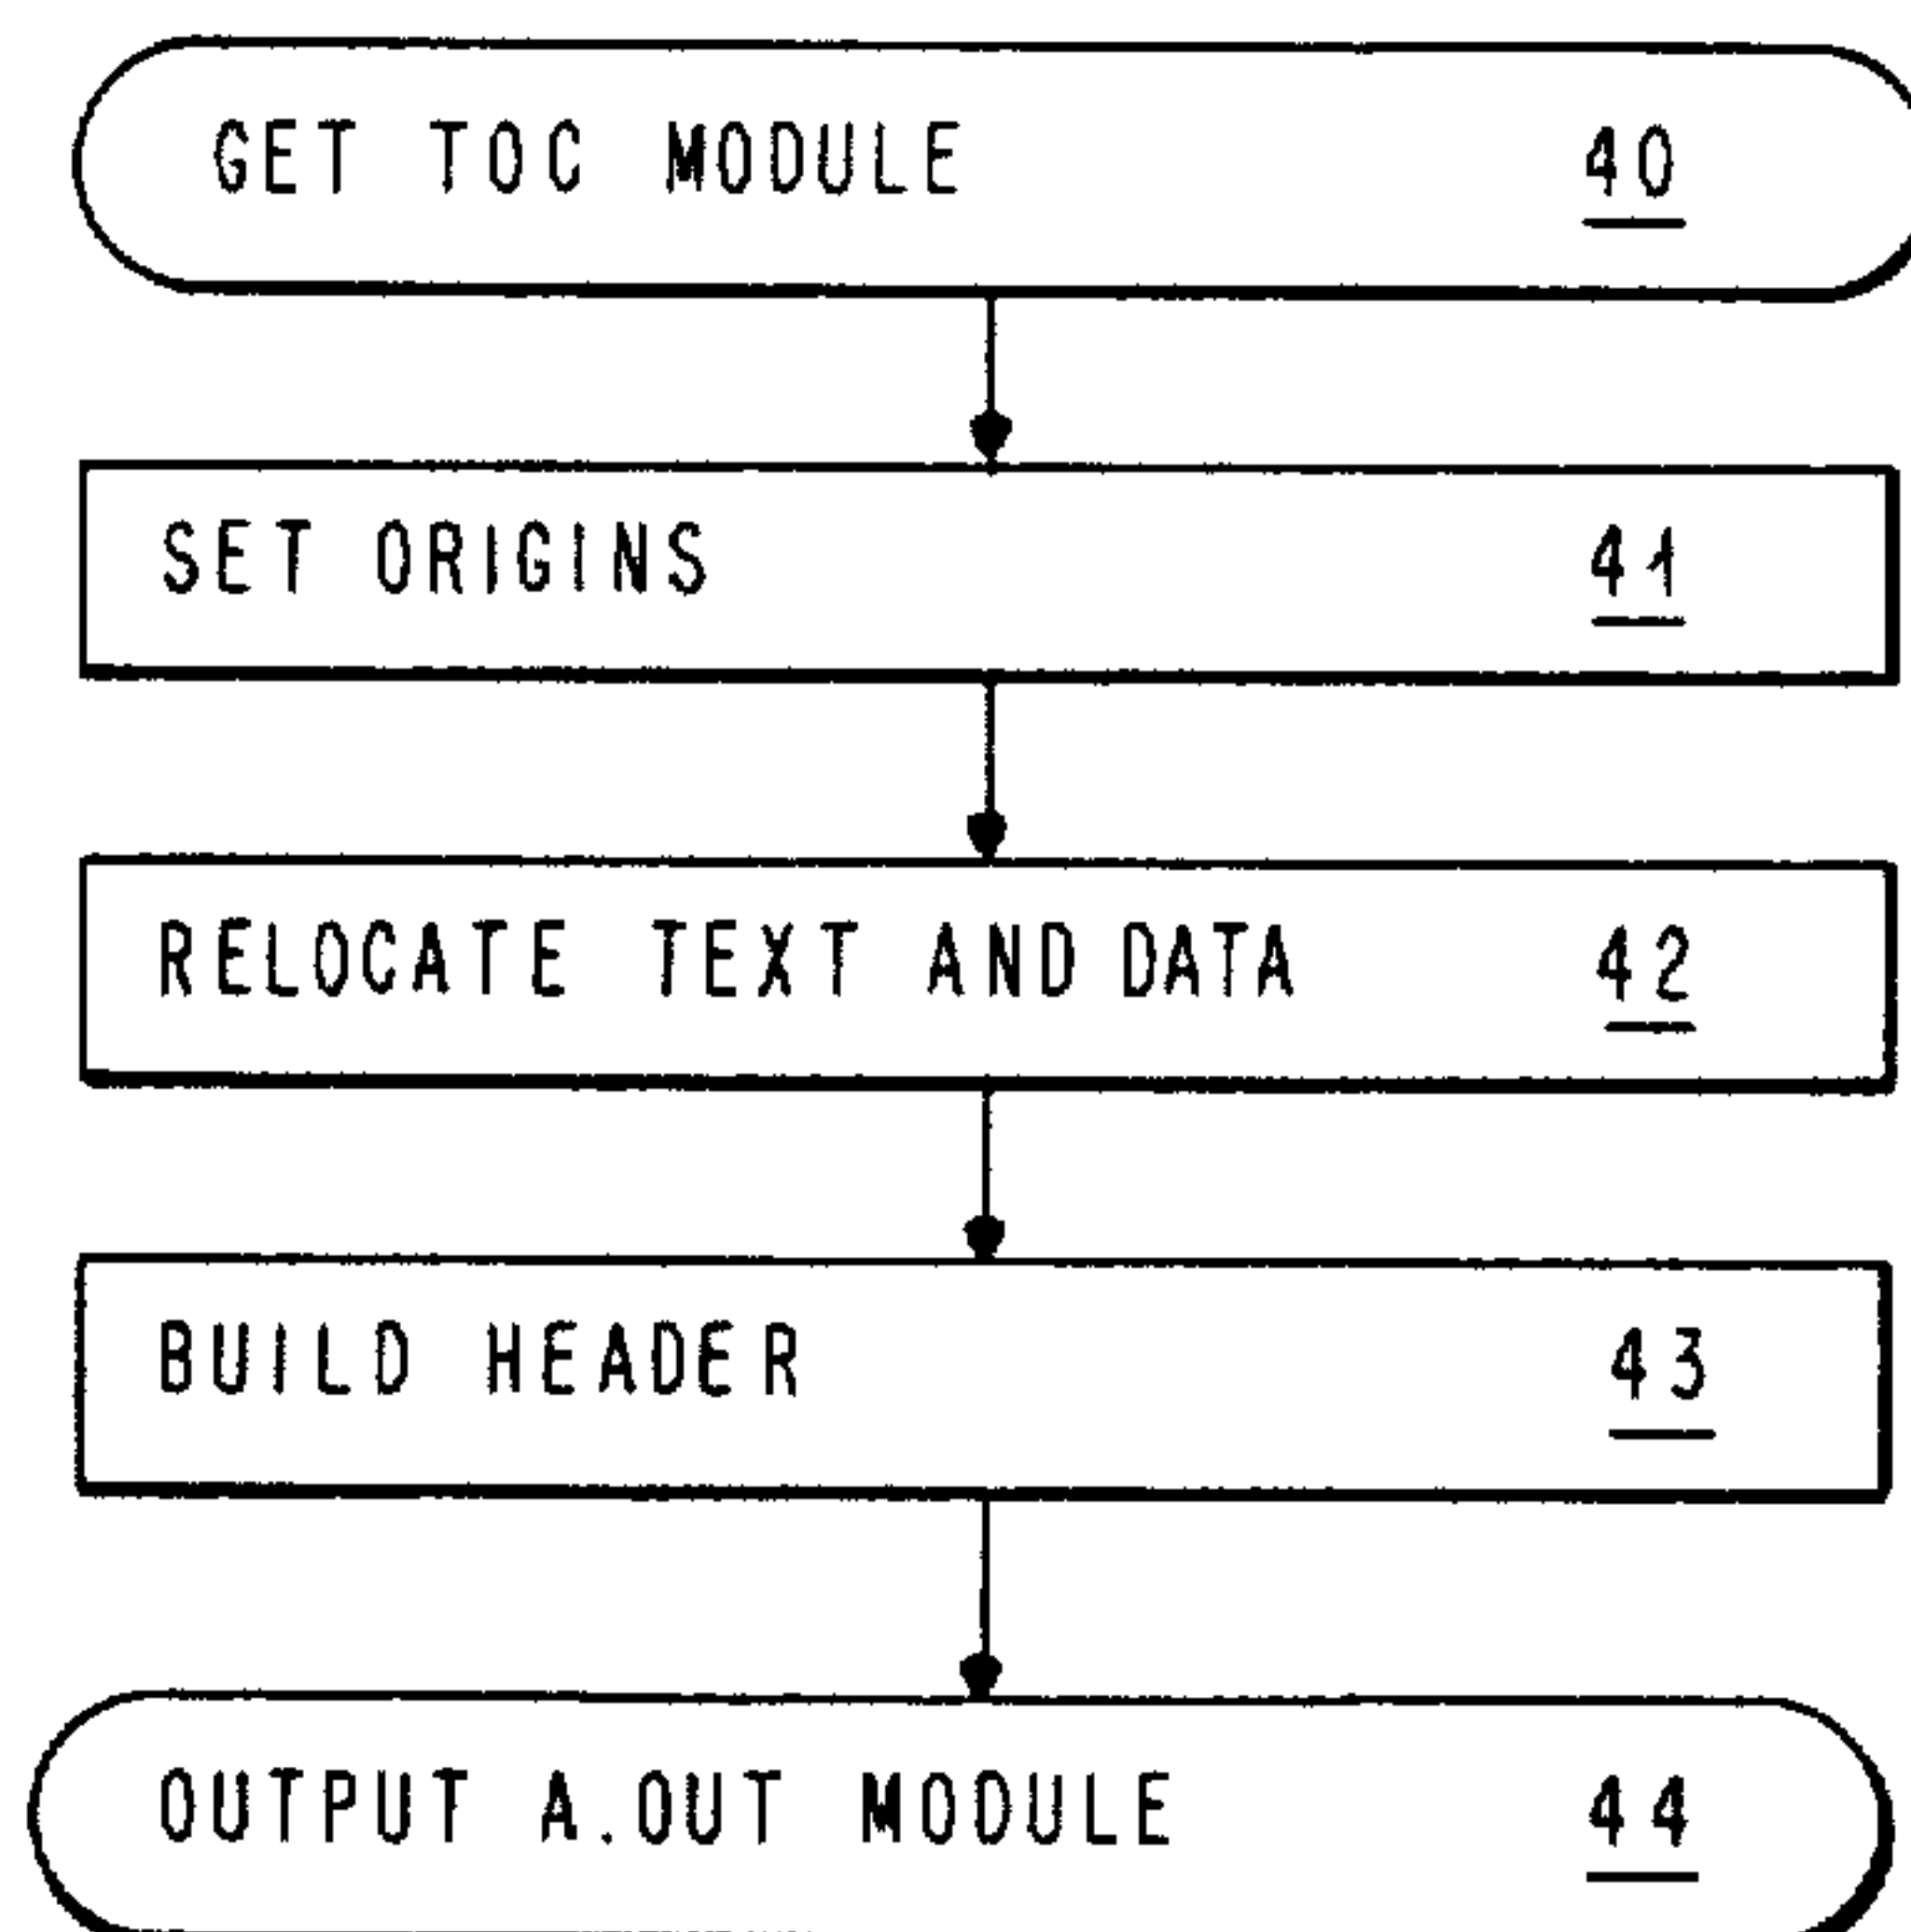 GET TOC MODULE 40
SET ORIGINS 41
RELOCATE TEXT AND DATA 42
BUILD HEADER 43
OUTPUT A.OUT MODULE 44